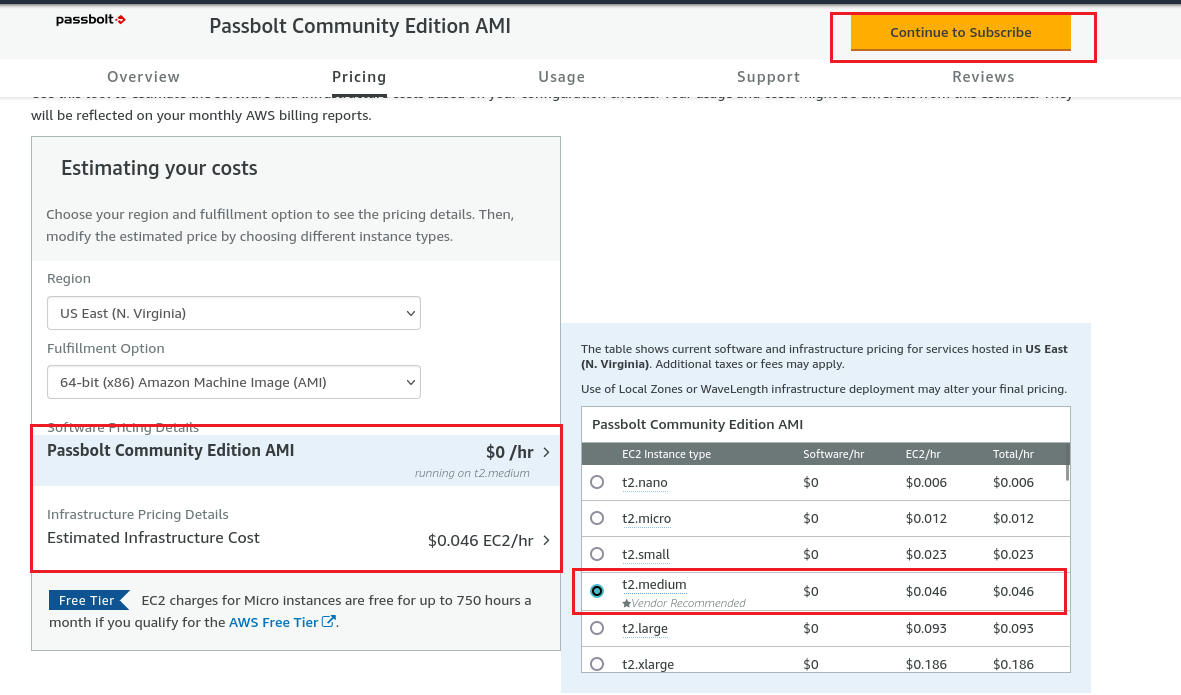 passbolt
Passbolt Community Edition AMI
Continue to Subscribe
Overview
Pricing
Usage
Support
Reviews
will be reflected on your monthly AWS billing reports.
Estimating your costs
Choose your region and fulfillment option to see the pricing details. Then,
modify the estimated price by choosing different instance types.
Region
US East (N. Virginia)
Fulfillment Option
64-bit (x86) Amazon Machine Image (AMI)
Software Pricing Details
Passbolt Community Edition AMI $0 /hr >
running on t2.medium
Infrastructure Pricing Details
Estimated Infrastructure Cost $0.046 EC2/hr >
Free Tier EC2 charges for Micro instances are free for up to 750 hours a
month if you qualify for the AWS Free Tier.
The table shows current software and infrastructure pricing for services hosted in US East
(N. Virginia). Additional taxes or fees may apply.
Use of Local Zones or WaveLength infrastructure deployment may alter your final pricing.
Passbolt Community Edition AMI
EC2 Instance type Software/hr EC2/hr Total/hr
t2.nano $0 $0.006 $0.006
t2.micro $0 $0.012 $0.012
t2.small $0 $0.023 $0.023
t2.medium $0 $0.046 $0.046
★Vendor Recommended
t2.large $0 $0.093 $0.093
t2.xlarge $0 $0.186 $0.186